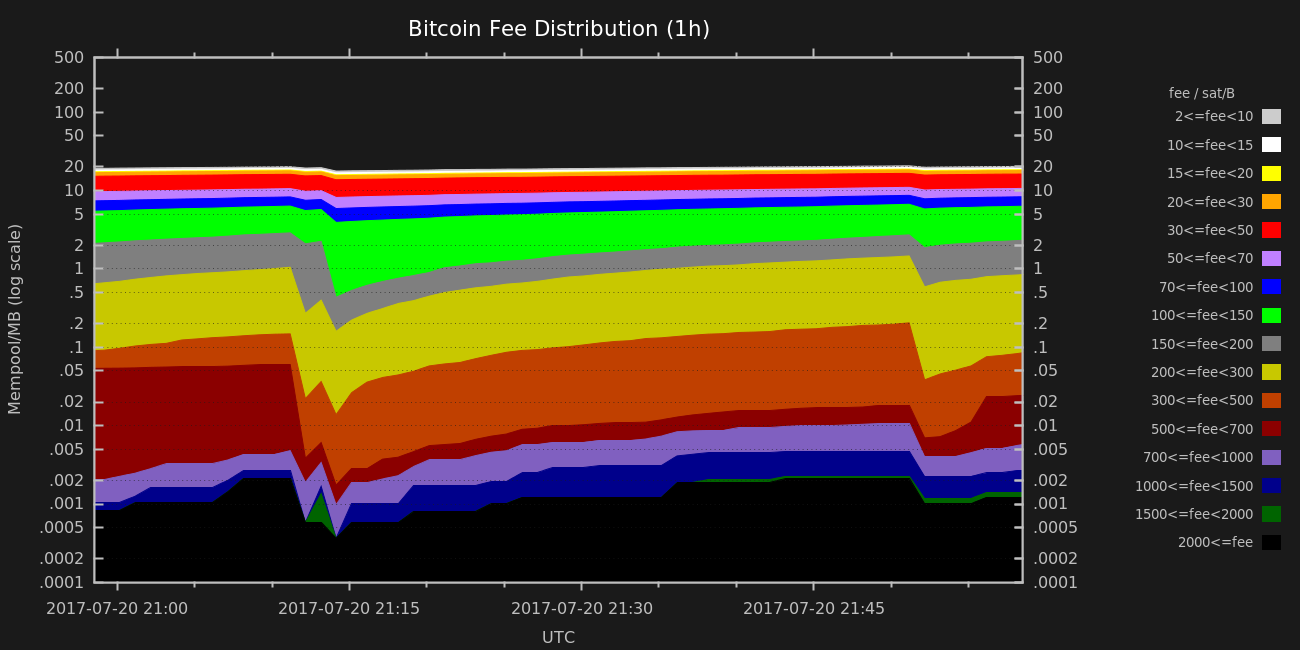 Bitcoin Fee Distribution (1h)
Mempool/MB (log scale)
500
200
100
50
20
10
5
2
1
.5
.2
.1
.05
.02
.01
.005
.002
.001
.0005
.0002
.0001
500
200
100
50
20
10
5
2
1
.5
.2
.1
.05
.02
.01
.005
.002
.001
.0005
.0002
.0001
2017-07-20 21:00
2017-07-20 21:15
2017-07-20 21:30
2017-07-20 21:45
UTC
fee / sat/B
2<=fee<10
10<=fee<15
15<=fee<20
20<=fee<30
30<=fee<50
50<=fee<70
70<=fee<100
100<=fee<150
150<=fee<200
200<=fee<300
300<=fee<500
500<=fee<700
700<=fee<1000
1000<=fee<1500
1500<=fee<2000
2000<=fee